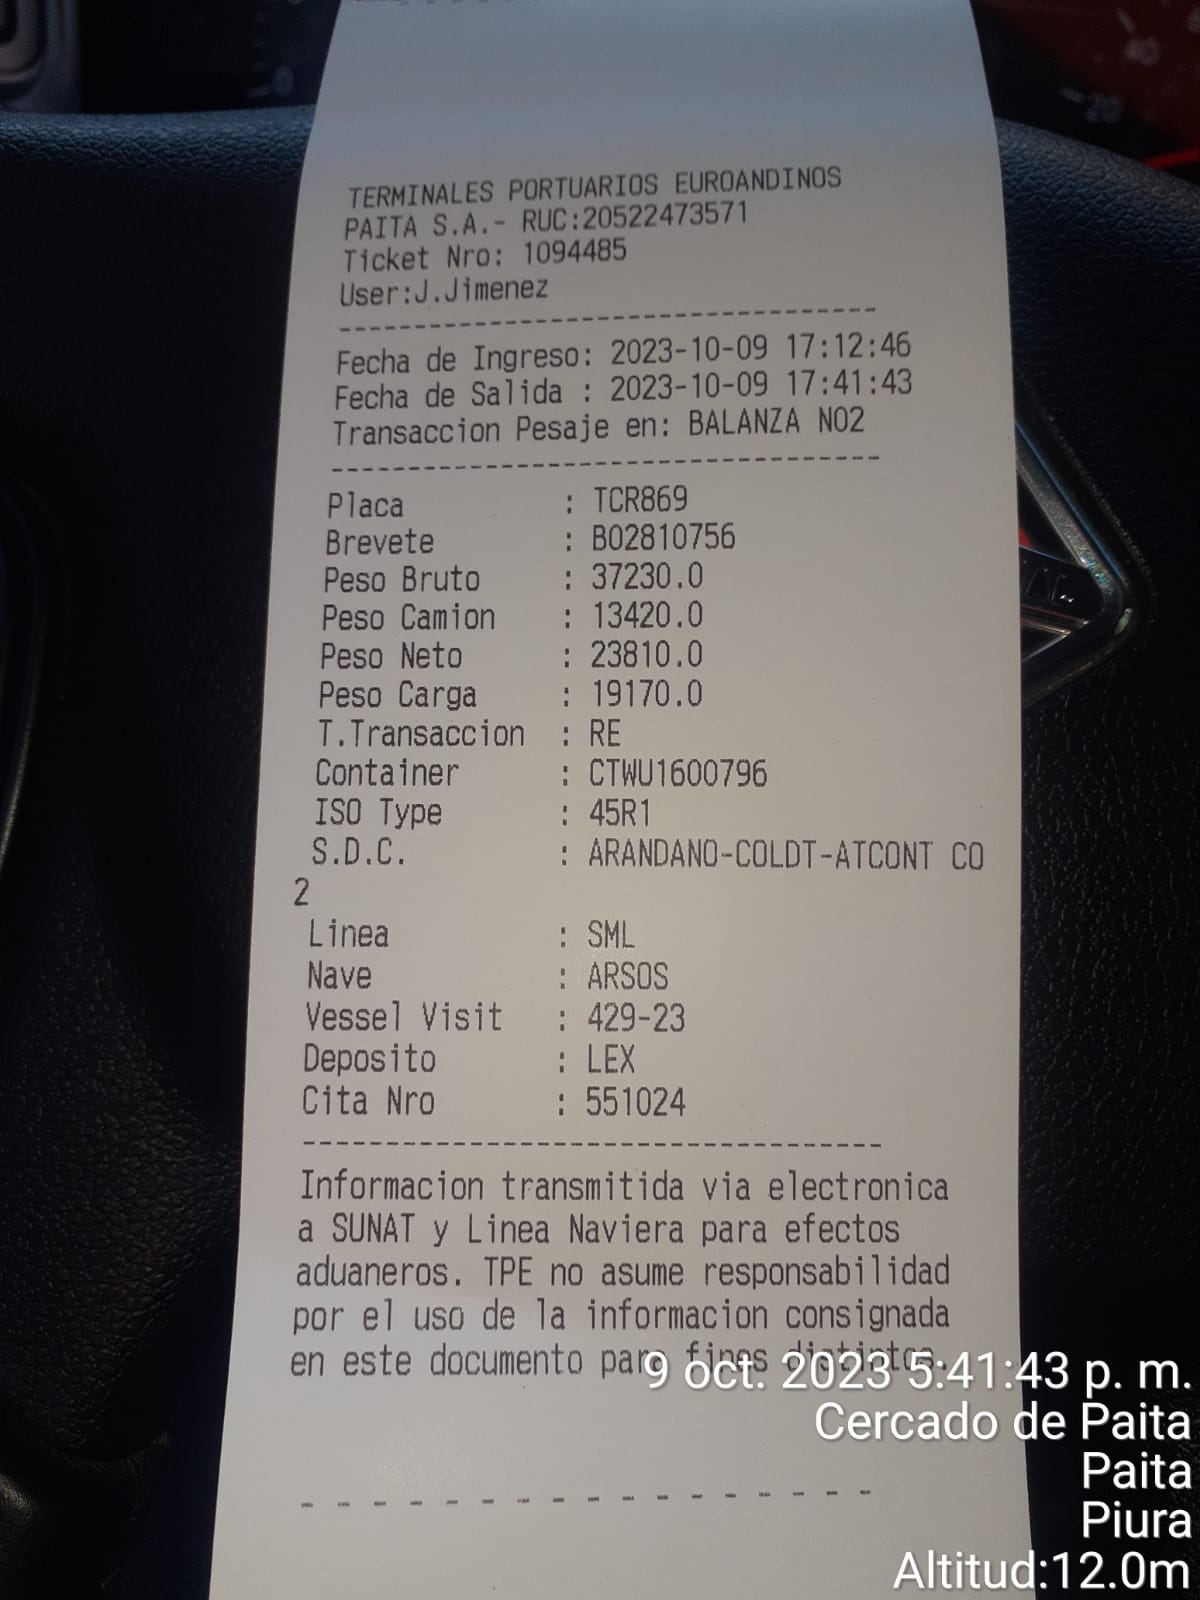 TERMINALES PORTUARIOS EUROANDINOS
PAITA S.A.- RUC:20522473571
Ticket Nro: 1094485
User:J.Jimenez
Fecha de Ingreso: 2023-10-09 17:12:46
Fecha de Salida : 2023-10-09 17:41:43
Transaccion Pesaje en: BALANZA NO2
Placa : TCR869
Brevete : B02810756
Peso Bruto : 37230.0
Peso Camion : 13420.0
Peso Neto : 23810.0
Peso Carga : 19170.0
T.Transaccion : RE
Container : CTWU1600796
ISO Type : 45R1
S.D.C. : ARANDANO-COLDT-ATCONT CO
2
Linea : SML
Nave : ARSOS
Vessel Visit : 429-23
Deposito : LEX
Cita Nro : 551024
Informacion transmitida via electronica
a SUNAT y Linea Naviera para efectos
aduaneros. TPE no asume responsabilidad
por el uso de la informacion consignada
en este documento para fines distintos.
9 oct. 2023 5:41:43 p. m.
Cercado de Paita
Paita
Piura
Altitud:12.0m